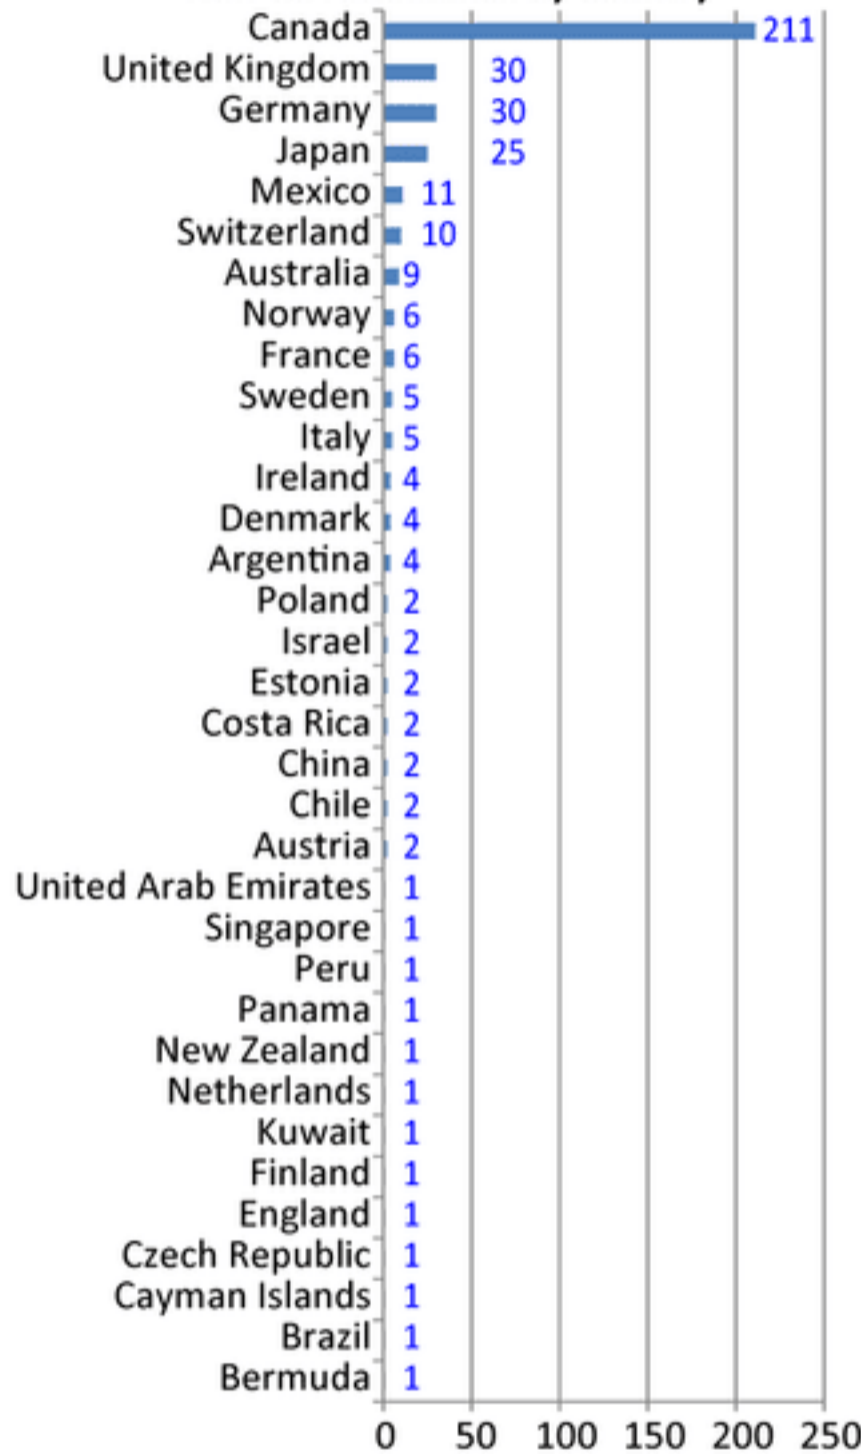 Canada 211
United Kingdom 30
Germany 30
Japan 25
Mexico 11
Switzerland 10
Australia 9
Norway 6
France 6
Sweden 5
Italy 5
Ireland 4
Denmark 4
Argentina 4
Poland 2
Israel 2
Estonia 2
Costa Rica 2
China 2
Chile 2
Austria 2
United Arab Emirates 1
Singapore 1
Peru 1
Panama 1
New Zealand 1
Netherlands 1
Kuwait 1
Finland 1
England 1
Czech Republic 1
Cayman Islands 1
Brazil 1
Bermuda 1
0 50 100 150 200 250